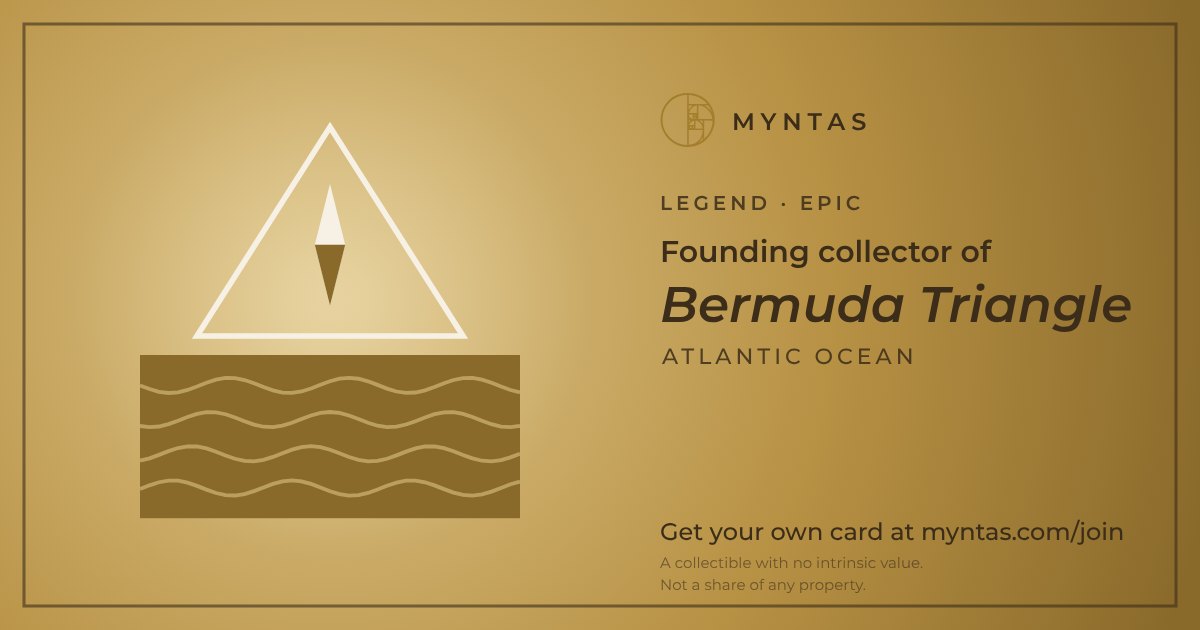 MYNTAS
LEGEND · EPIC
Founding collector of
Bermuda Triangle
ATLANTIC OCEAN
Get your own card at myntas.com/join
A collectible with no intrinsic value.
Not a share of any property.